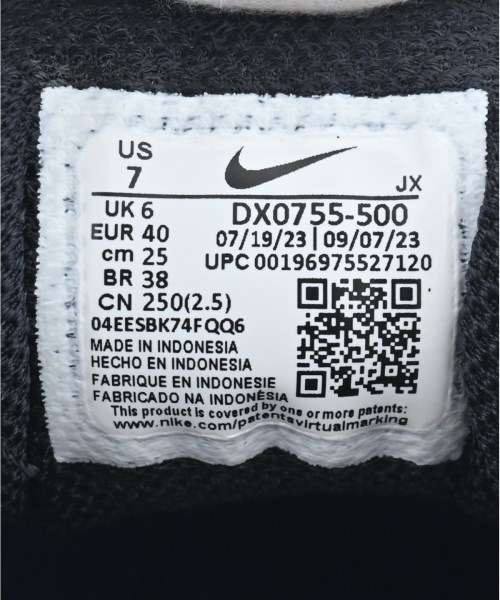 US
7
JX
UK 6
EUR 40
cm 25
BR 38
CN 250(2.5)
04EESBK74FQQ6
DX0755-500
07/19/23 | 09/07/23
UPC 00196975527120
MADE IN INDONESIA
HECHO EN INDONESIA
FABRIQUE EN INDONESIE
FABRICADO NA INDONÉSIA
This product is covered by one or more patents:
www.nike.com/patentsvirtualmarking